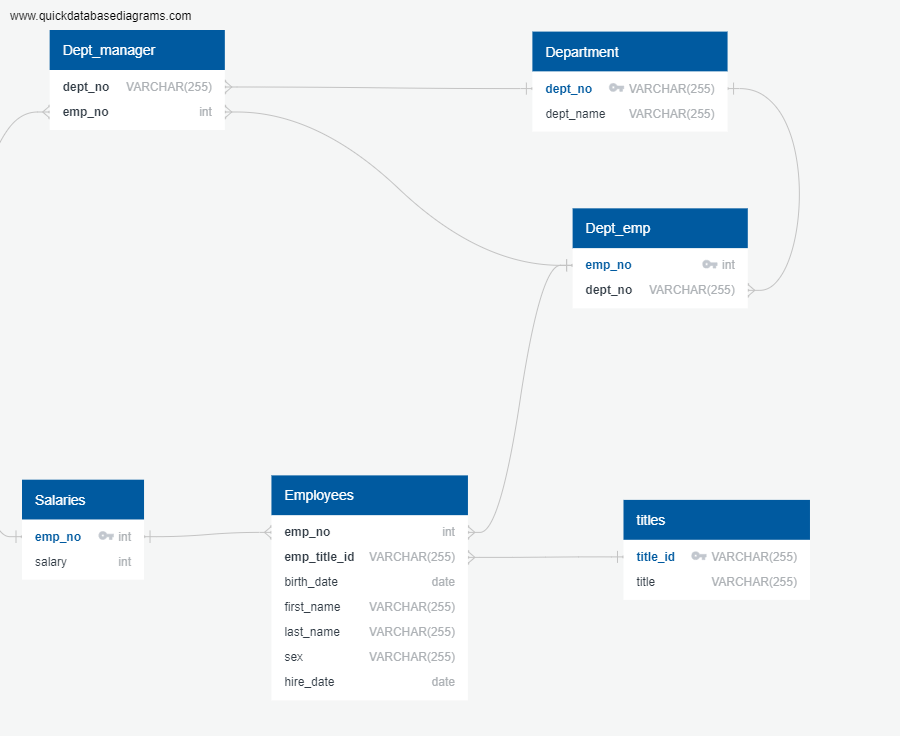 www.quickdatabasediagrams.com
Dept_manager
dept_no VARCHAR(255)
emp_no int
Department
dept_no VARCHAR(255)
dept_name VARCHAR(255)
Dept_emp
emp_no int
dept_no VARCHAR(255)
Salaries
emp_no int
salary int
Employees
emp_no int
emp_title_id VARCHAR(255)
birth_date date
first_name VARCHAR(255)
last_name VARCHAR(255)
sex VARCHAR(255)
hire_date date
titles
title_id VARCHAR(255)
title VARCHAR(255)